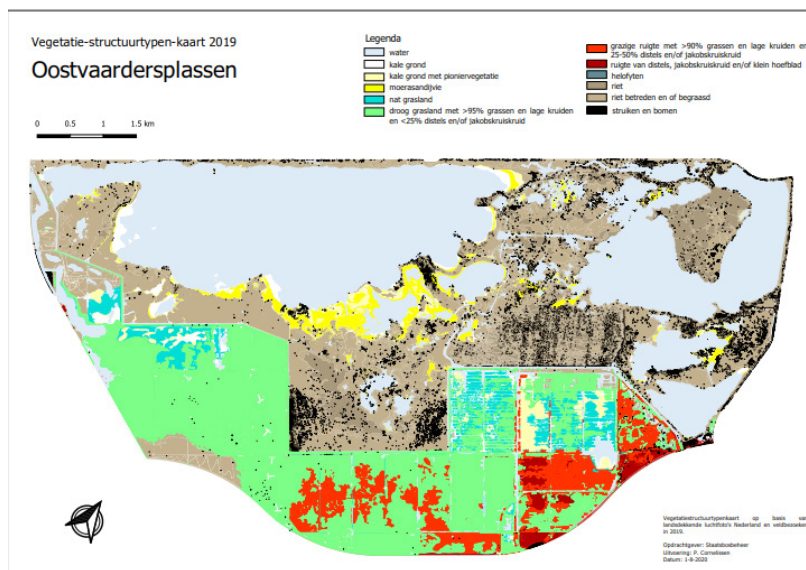 Vegetatie-structuurtypen-kaart 2019
Oostvaardersplassen
0 0.5 1 1.5 km
Legenda
water
kale grond
kale grond met pioniervegetatie
moerasandijvie
nat grasland
droog grasland met >95% grassen en lage kruiden
en <25% distels en/of jakobskruiskruid
grazige ruigte met >90% grassen en lage kruiden en
25-50% distels en/of jakobskruiskruid
ruigte van distels, jakobskruiskruid en/of klein hoefblad
helofyten
riet
riet betreden en of begraasd
struiken en bomen
Vegetatiestructuurtypenkaart op basis van
landsdekkende luchtfoto's Nederland en veldbezoeken
in 2019.
Opdrachtgever: Staatsbosbeheer
Uitvoering: P. Cornelissen
Datum: 1-8-2020